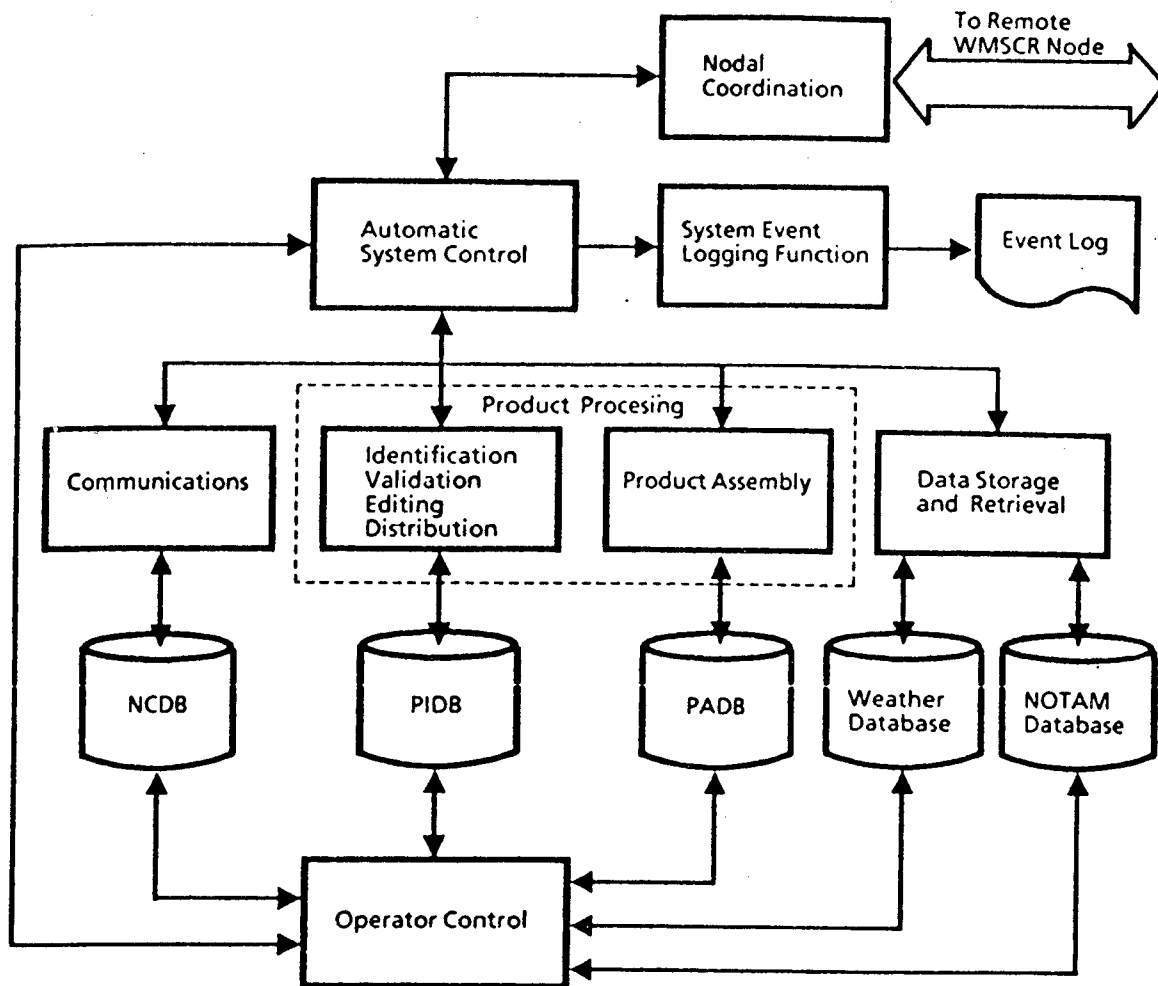 To Remote
WMSCR Node
Nodal
Coordination
Automatic
System Control
System Event
Logging Function
Event Log
Product Procesing
Communications
Identification
Validation
Editing
Distribution
Product Assembly
Data Storage
and Retrieval
NCDB
PIDB
PADB
Weather
Database
NOTAM
Database
Operator Control